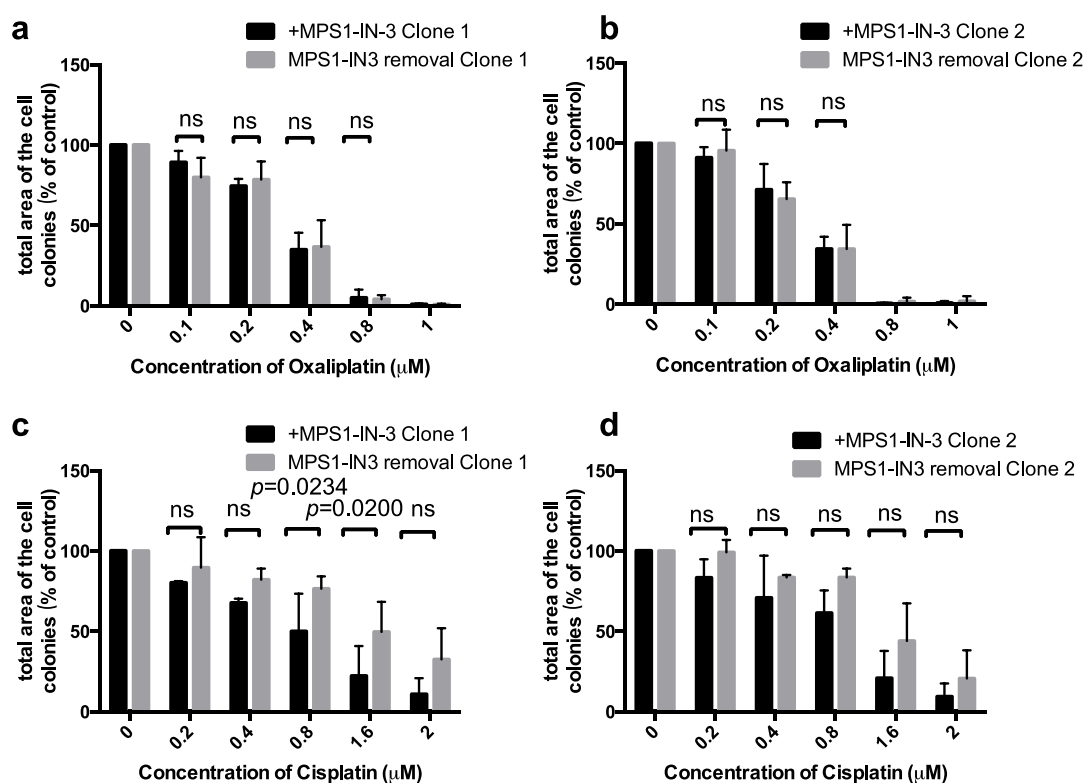 a
+MPS1-IN-3 Clone 1
MPS1-IN3 removal Clone 1
total area of the cell
colonies (% of control)
150
100
50
0
ns ns ns ns
0 0.1 0.2 0.4 0.8 1
Concentration of Oxaliplatin (μM)
b
+MPS1-IN-3 Clone 2
MPS1-IN3 removal Clone 2
total area of the cell
colonies (% of control)
150
100
50
0
ns ns ns
0 0.1 0.2 0.4 0.8 1
Concentration of Oxaliplatin (μM)
c
+MPS1-IN-3 Clone 1
MPS1-IN3 removal Clone 1
total area of the cell
colonies (% of control)
150
100
50
0
p=0.0234
ns ns p=0.0200 ns
0 0.2 0.4 0.8 1.6 2
Concentration of Cisplatin (μM)
d
+MPS1-IN-3 Clone 2
MPS1-IN3 removal Clone 2
total area of the cell
colonies (% of control)
150
100
50
0
ns ns ns ns ns
0 0.2 0.4 0.8 1.6 2
Concentration of Cisplatin (μM)